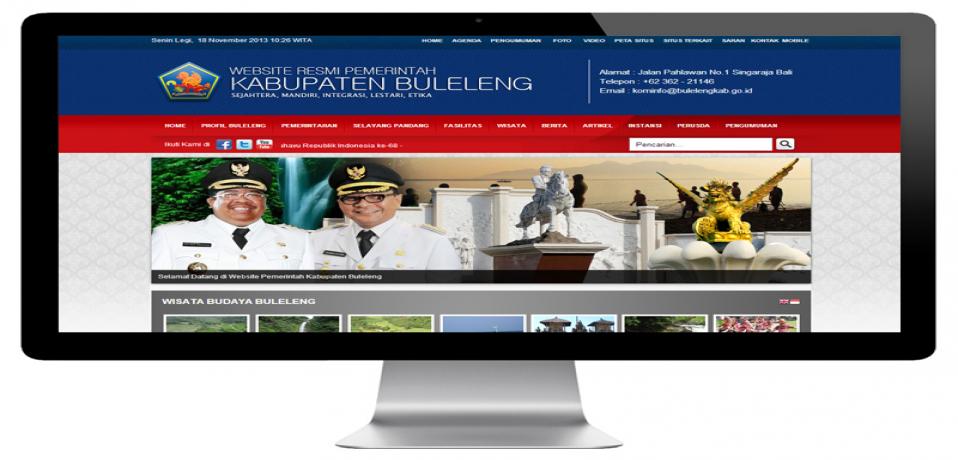 Senin Legi, 18 November 2013 10:26 WITA
HOME AGENDA PENGUMUMAN FOTO VIDEO PETA SITUS SITUS TERKAIT SARAN KONTAK MOBILE
WEBSITE RESMI PEMERINTAH
KABUPATEN BULELENG
SEJAHTERA, MANDIRI, INTEGRASI, LESTARI, ETIKA
Alamat : Jalan Pahlawan No.1 Singaraja Bali
Telepon : +62 362 - 21146
Email : kominfo@bulelengkab.go.id
HOME PROFIL BULELENG PEMERINTAHAN SELAYANG PANDANG FASILITAS WISATA BERITA ARTIKEL INSTANSI PERUSDA PENGUMUMAN
Ikuti Kami di
You Tube
hayu Republik Indonesia ke-68 -
Pencarian...
Selamat Datang di Website Pemerintah Kabupaten Buleleng
WISATA BUDAYA BULELENG